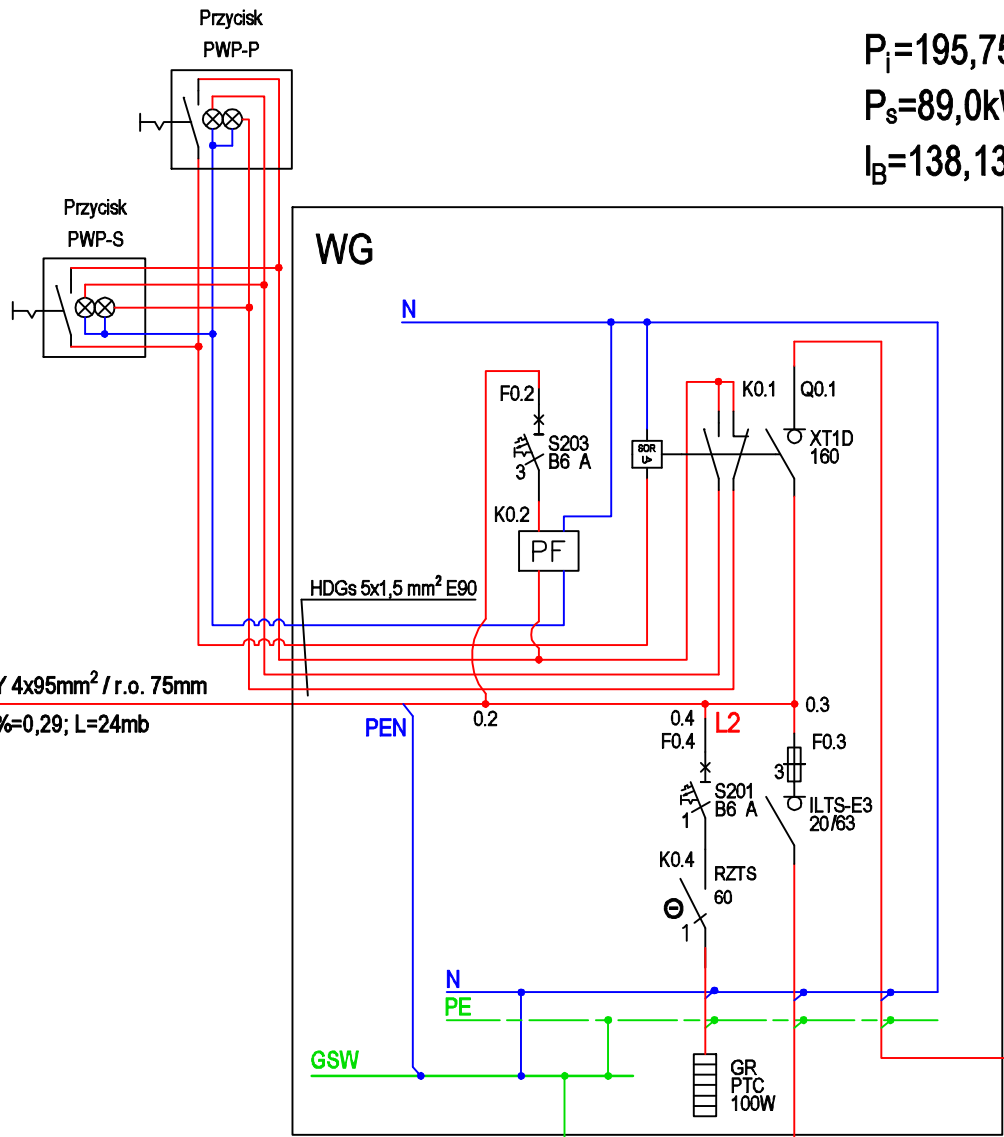 Przycisk
PWP-P
Pi=195,75
Ps=89,0kW
IB=138,13
Przycisk
PWP-S
WG
N
F0.2
K0.1
Q0.1
S203
B6 A
3
SOR
U>
XT1D
160
K0.2
PF
HDGs 5x1,5 mm² E90
Y 4x95mm² / r.o. 75mm
%=0,29; L=24mb
PEN
0.2
0.4
L2
0.3
F0.4
F0.3
3
S201
B6 A
1
ILTS-E3
20/63
K0.4
RZTS
60
Θ
1
N
PE
GSW
GR
PTC
100W